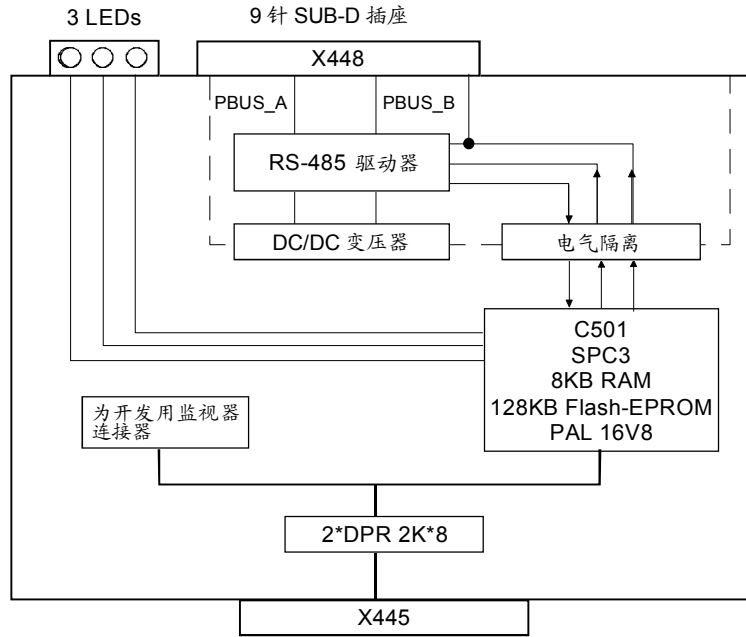 3 LEDs
9 针 SUB-D 插座
X448
PBUS_A
PBUS_B
RS-485 驱动器
DC/DC 变压器
电气隔离
C501
SPC3
8KB RAM
128KB Flash-EPROM
PAL 16V8
为开发用监视器
连接器
2*DPR 2K*8
X445